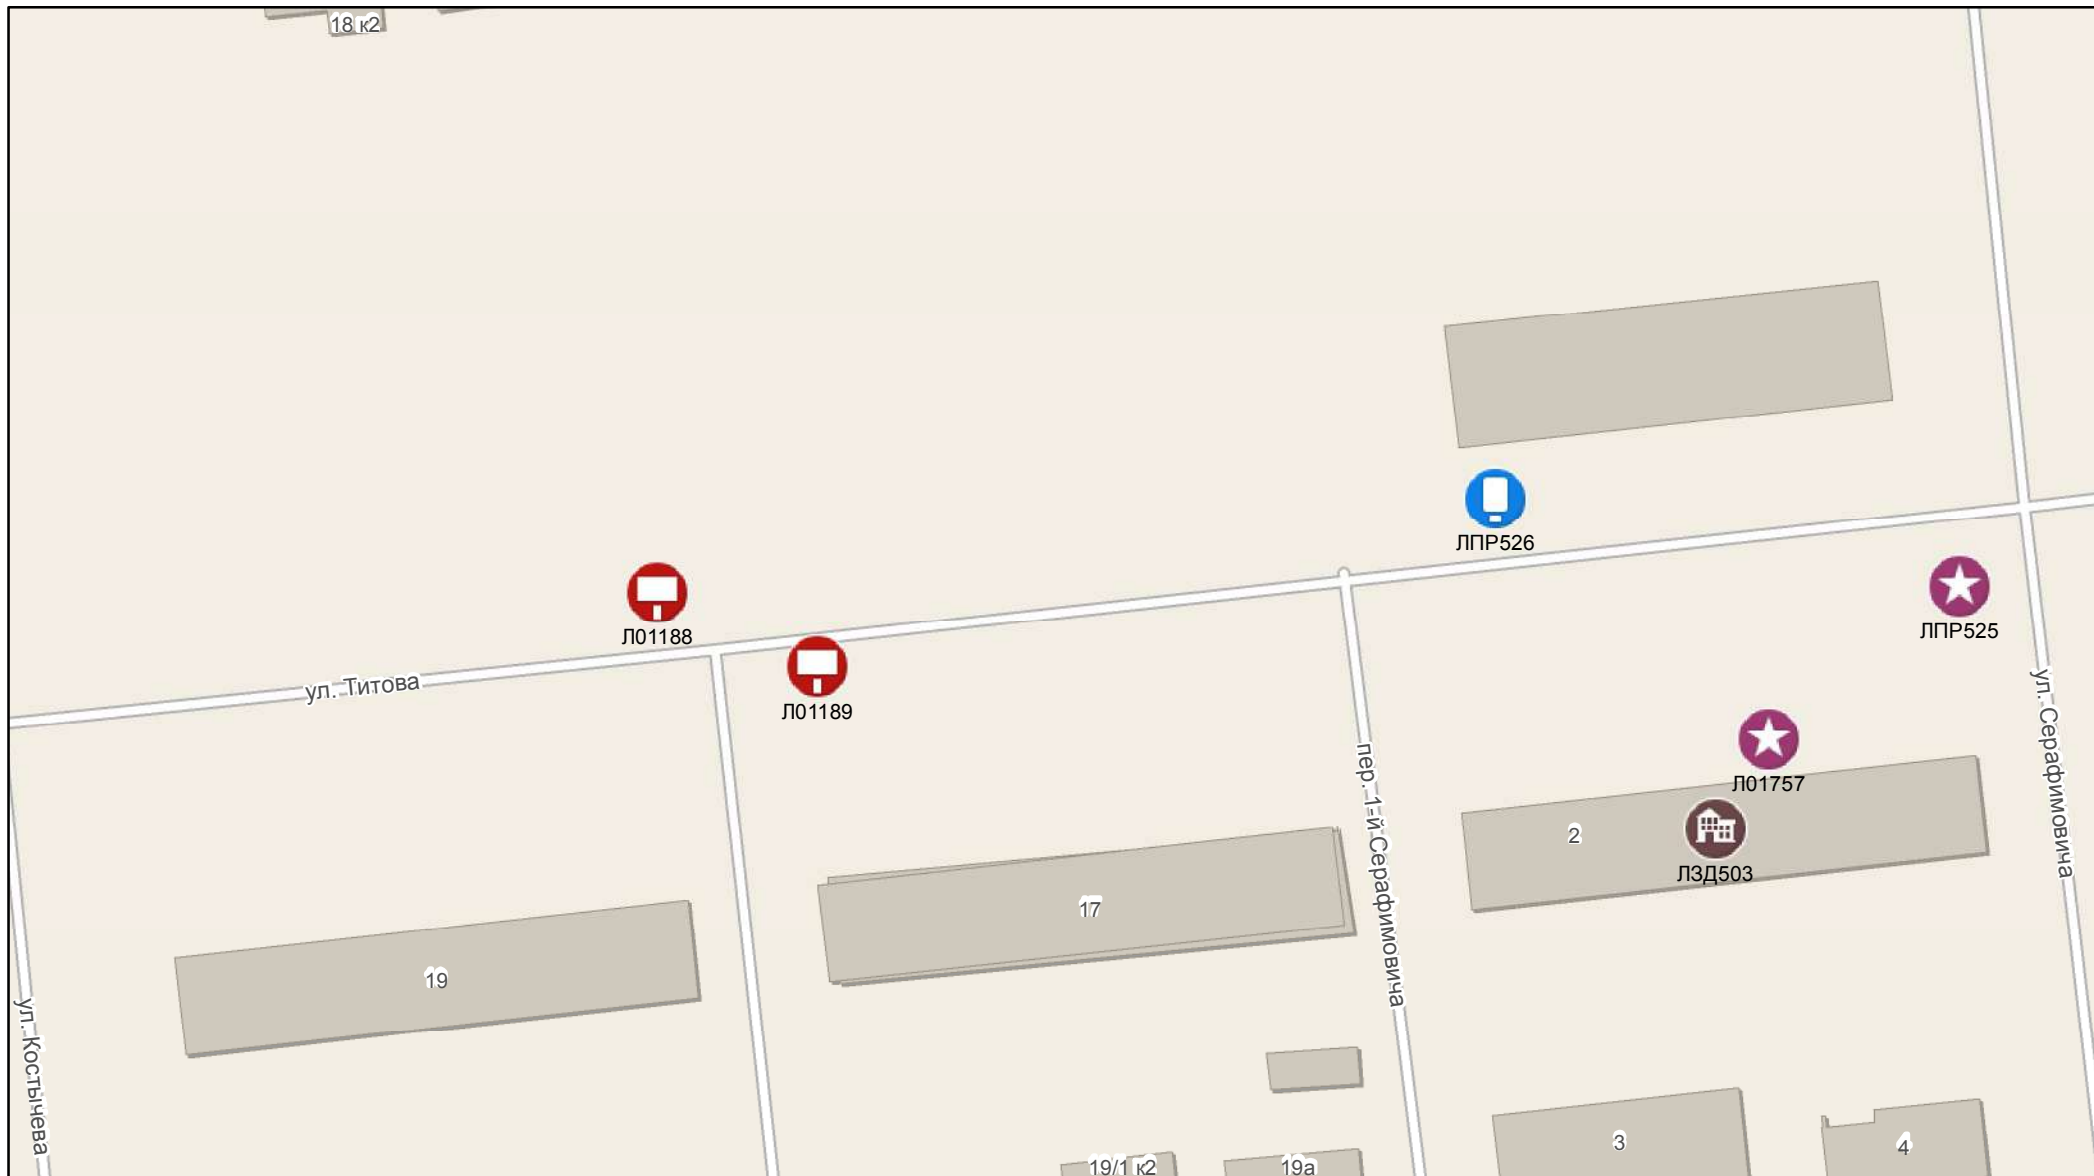 18 к2
ЛПР526
Л01188
ЛПР525
ул. Титова
Л01189
ул. Серафимовича
Л01757
пер. 1-й Серафимовича
2
ЛЗД503
17
19
ул. Костычева
3
4
19/1 к2
19а